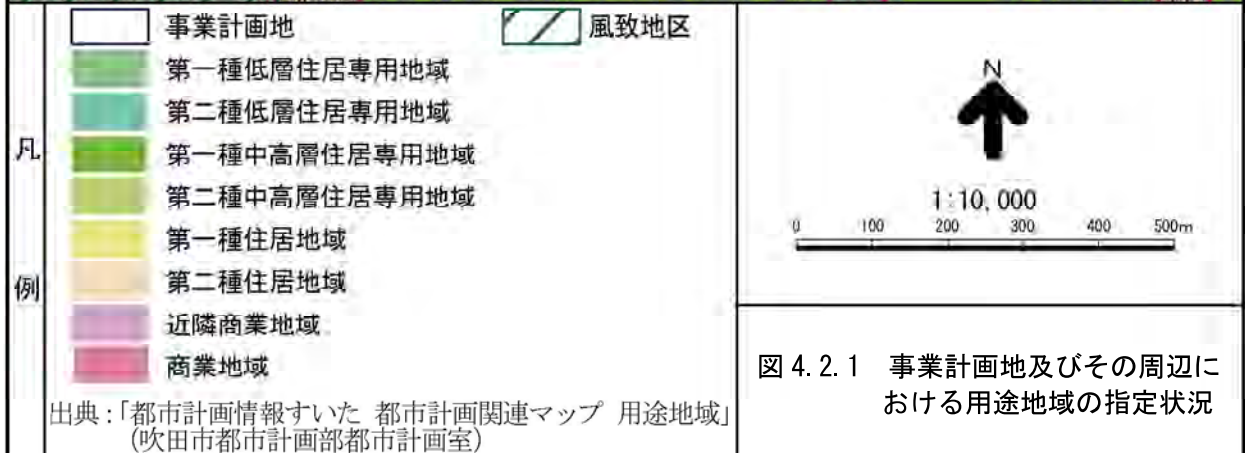 凡例
事業計画地
風致地区
第一種低層住居専用地域
第二種低層住居専用地域
第一種中高層住居専用地域
第二種中高層住居専用地域
第一種住居地域
第二種住居地域
近隣商業地域
商業地域
出典:「都市計画情報すいた 都市計画関連マップ 用途地域」
(吹田市都市計画部都市計画室)
N
1:10,000
0 100 200 300 400 500m
図 4.2.1 事業計画地及びその周辺に
おける用途地域の指定状況